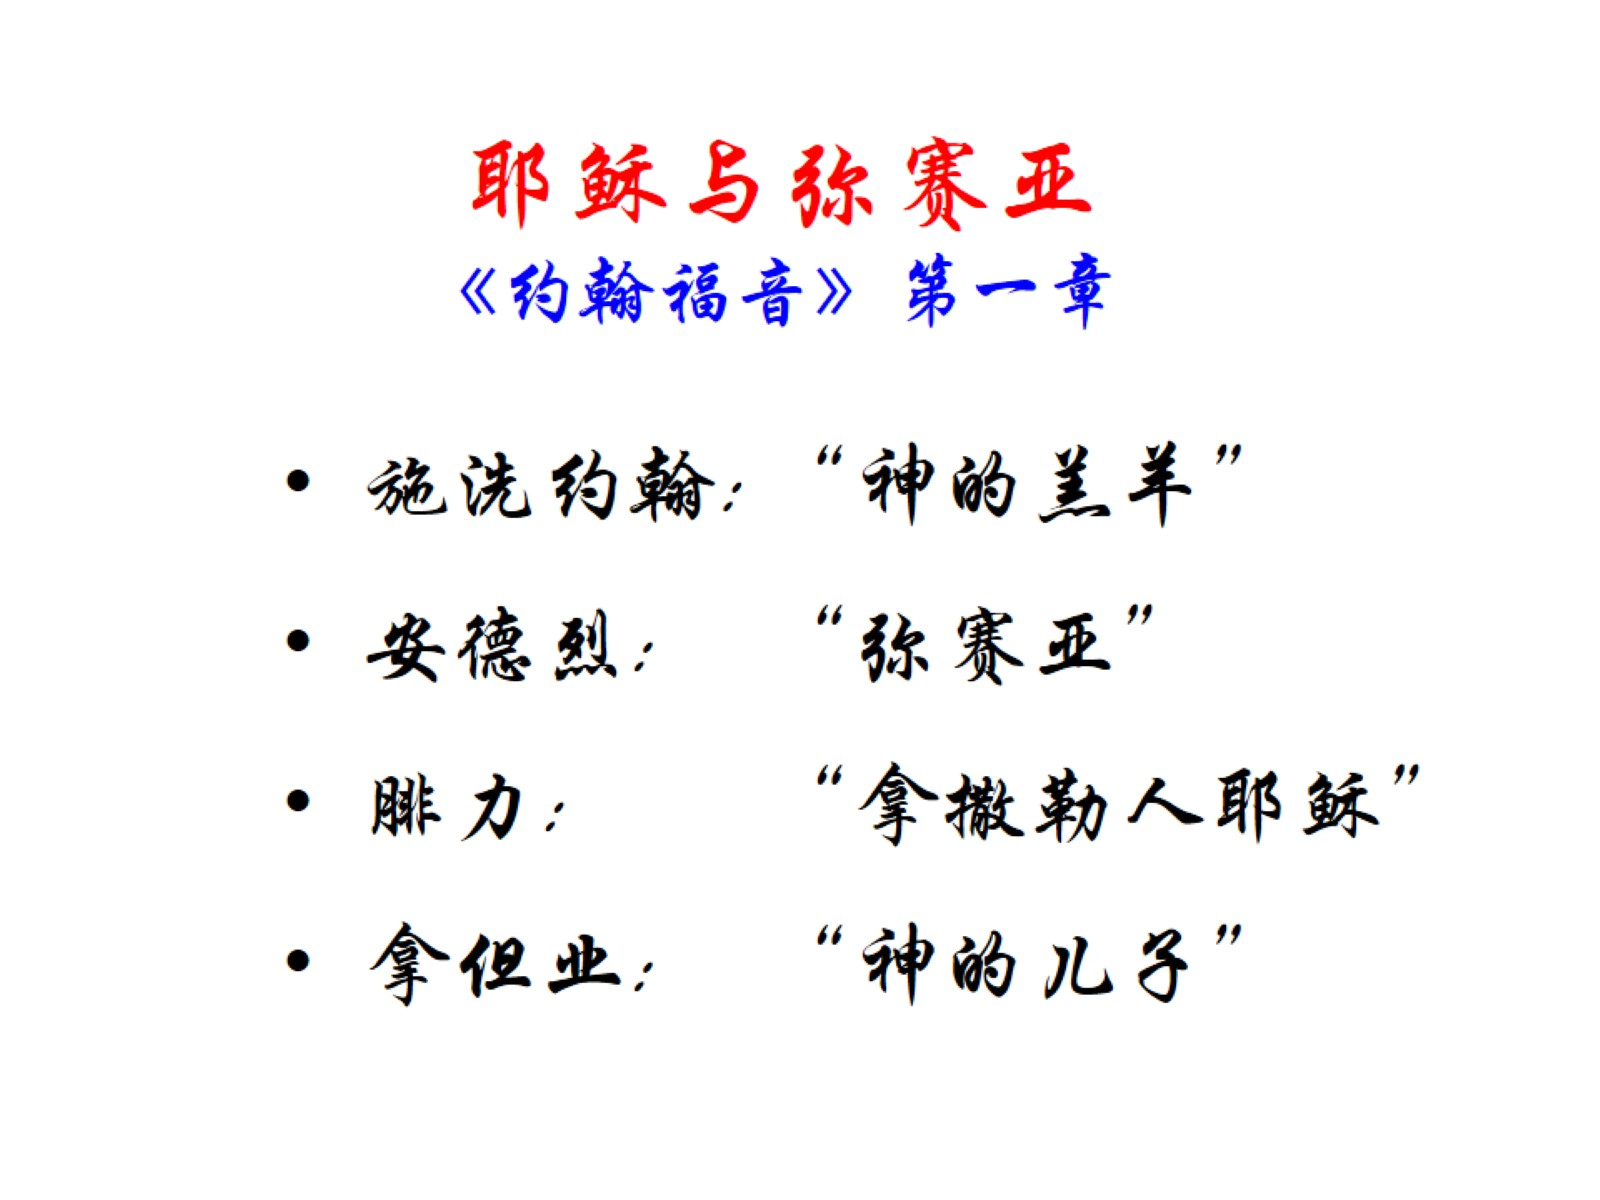 耶稣与弥赛亚
《约翰福音》第一章
• 施洗约翰：“神的羔羊”
• 安德烈：“弥赛亚”
• 腓力：“拿撒勒人耶稣”
• 拿但业：“神的儿子”